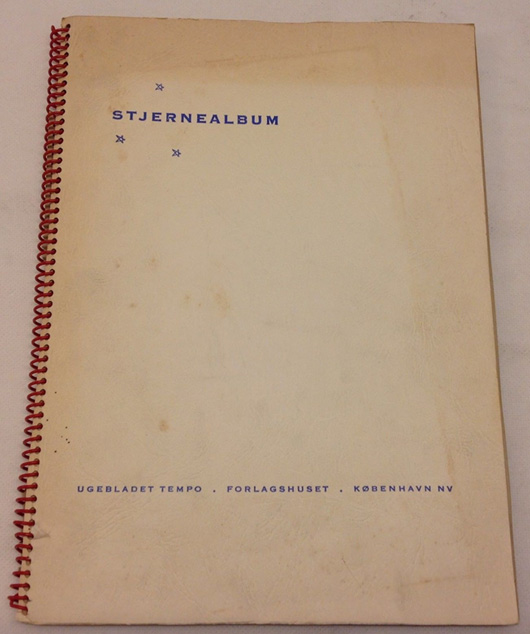 STJERNEALBUM
UGEBLADET TEMPO . FORLAGSHUSET . KØBENHAVN NV